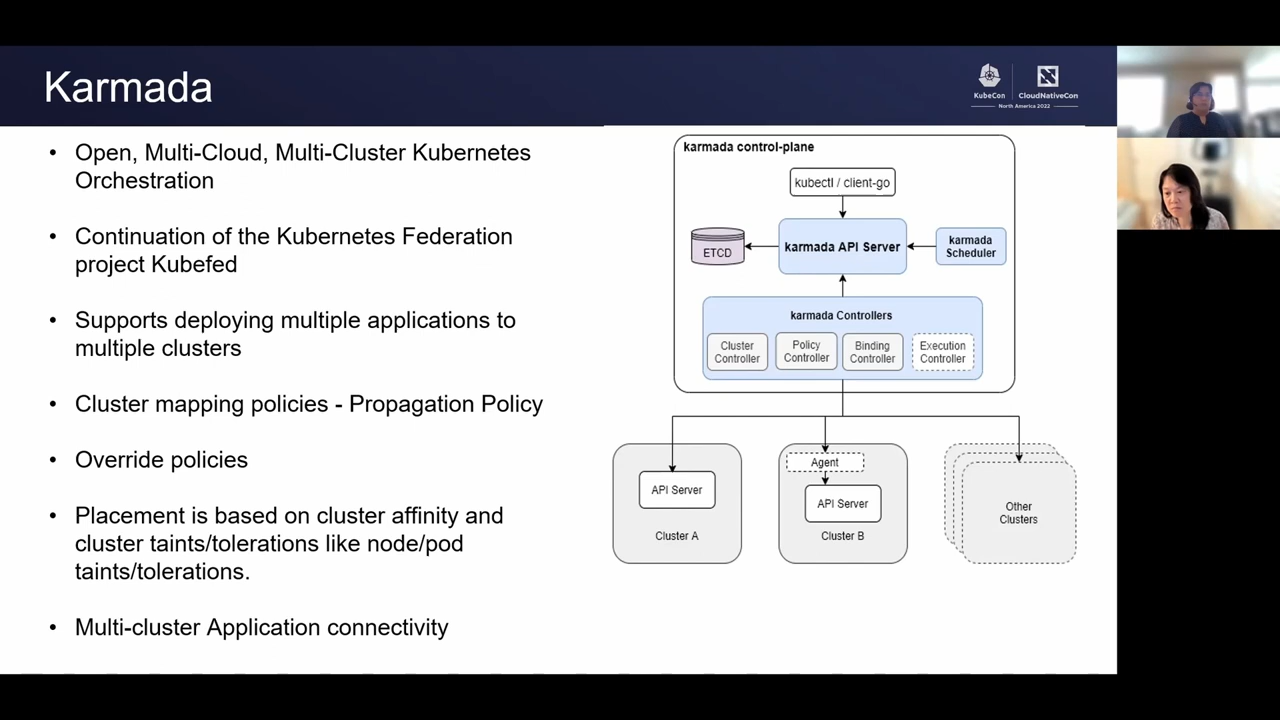 Karmada
KubeCon
CloudNativeCon
North America 2022
• Open, Multi-Cloud, Multi-Cluster Kubernetes
Orchestration
• Continuation of the Kubernetes Federation
project Kubefed
• Supports deploying multiple applications to
multiple clusters
• Cluster mapping policies - Propagation Policy
• Override policies
• Placement is based on cluster affinity and
cluster taints/tolerations like node/pod
taints/tolerations.
• Multi-cluster Application connectivity
karmada control-plane
kubectl / client-go
ETCD
karmada API Server
karmada
Scheduler
karmada Controllers
Cluster
Controller
Policy
Controller
Binding
Controller
Execution
Controller
API Server
Cluster A
Agent
API Server
Cluster B
Other
Clusters